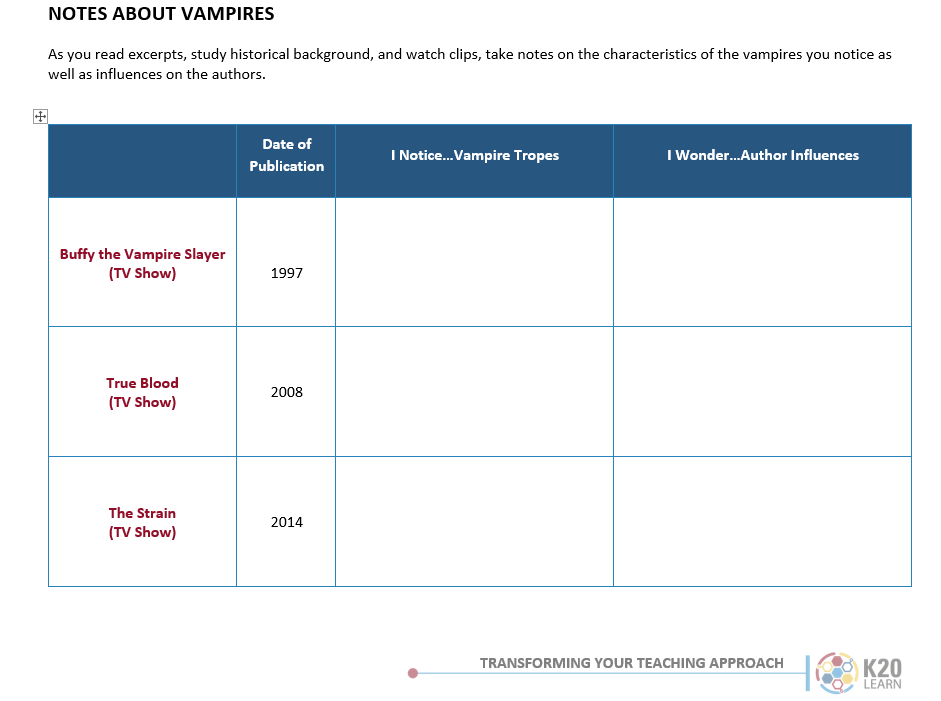 NOTES ABOUT VAMPIRES
As you read excerpts, study historical background, and watch clips, take notes on the characteristics of the vampires you notice as
well as influences on the authors.
Date of
Publication
I Notice...Vampire Tropes
I Wonder...Author Influences
Buffy the Vampire Slayer
(TV Show)
1997
True Blood
(TV Show)
2008
The Strain
(TV Show)
2014
TRANSFORMING YOUR TEACHING APPROACH
K20
LEARN